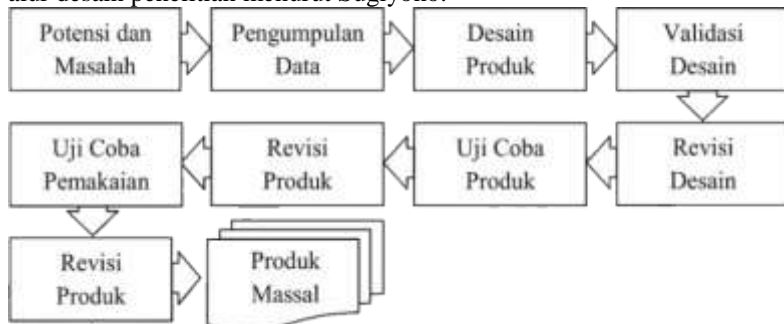 alur desain penelitian menurut Sugiyono:
Potensi dan
Masalah
Pengumpulan
Data
Desain
Produk
Validasi
Desain
Uji Coba
Pemakaian
Revisi
Produk
Uji Coba
Produk
Revisi
Desain
Revisi
Produk
Produk
Massal